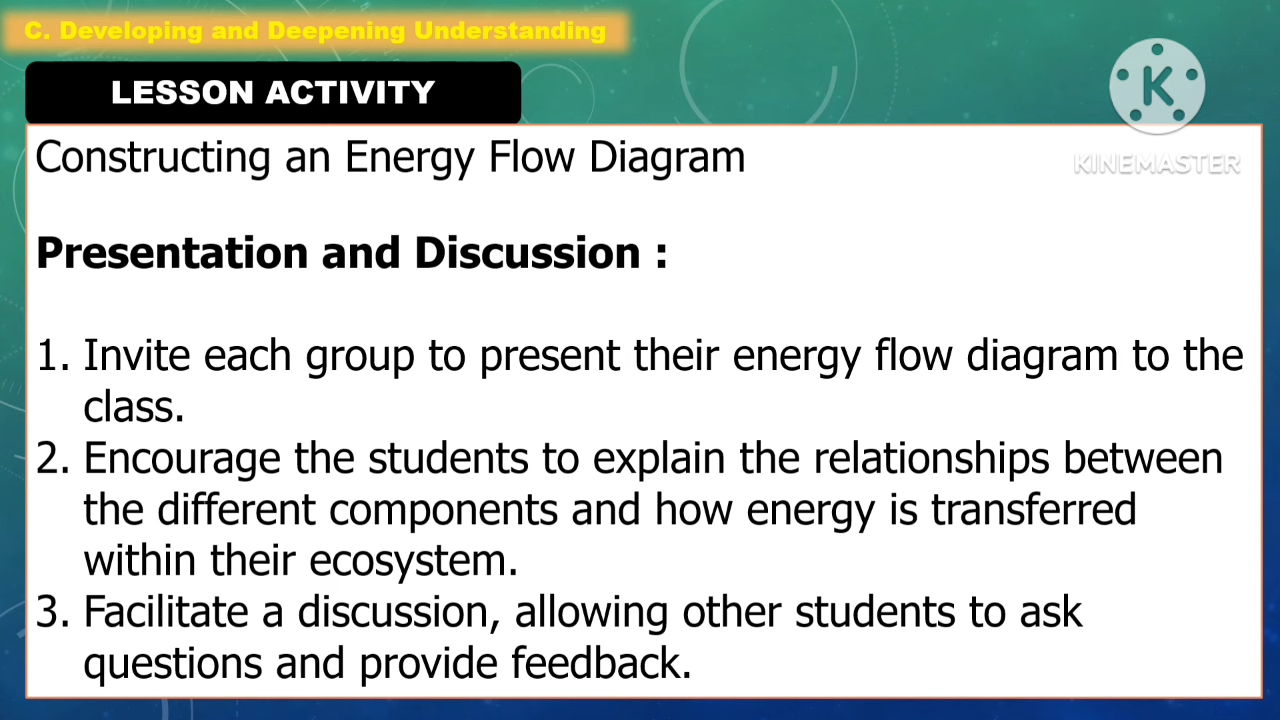 C. Developing and Deepening Understanding
LESSON ACTIVITY
K
KINEMASTER
Constructing an Energy Flow Diagram
Presentation and Discussion :
1. Invite each group to present their energy flow diagram to the
class.
2. Encourage the students to explain the relationships between
the different components and how energy is transferred
within their ecosystem.
3. Facilitate a discussion, allowing other students to ask
questions and provide feedback.